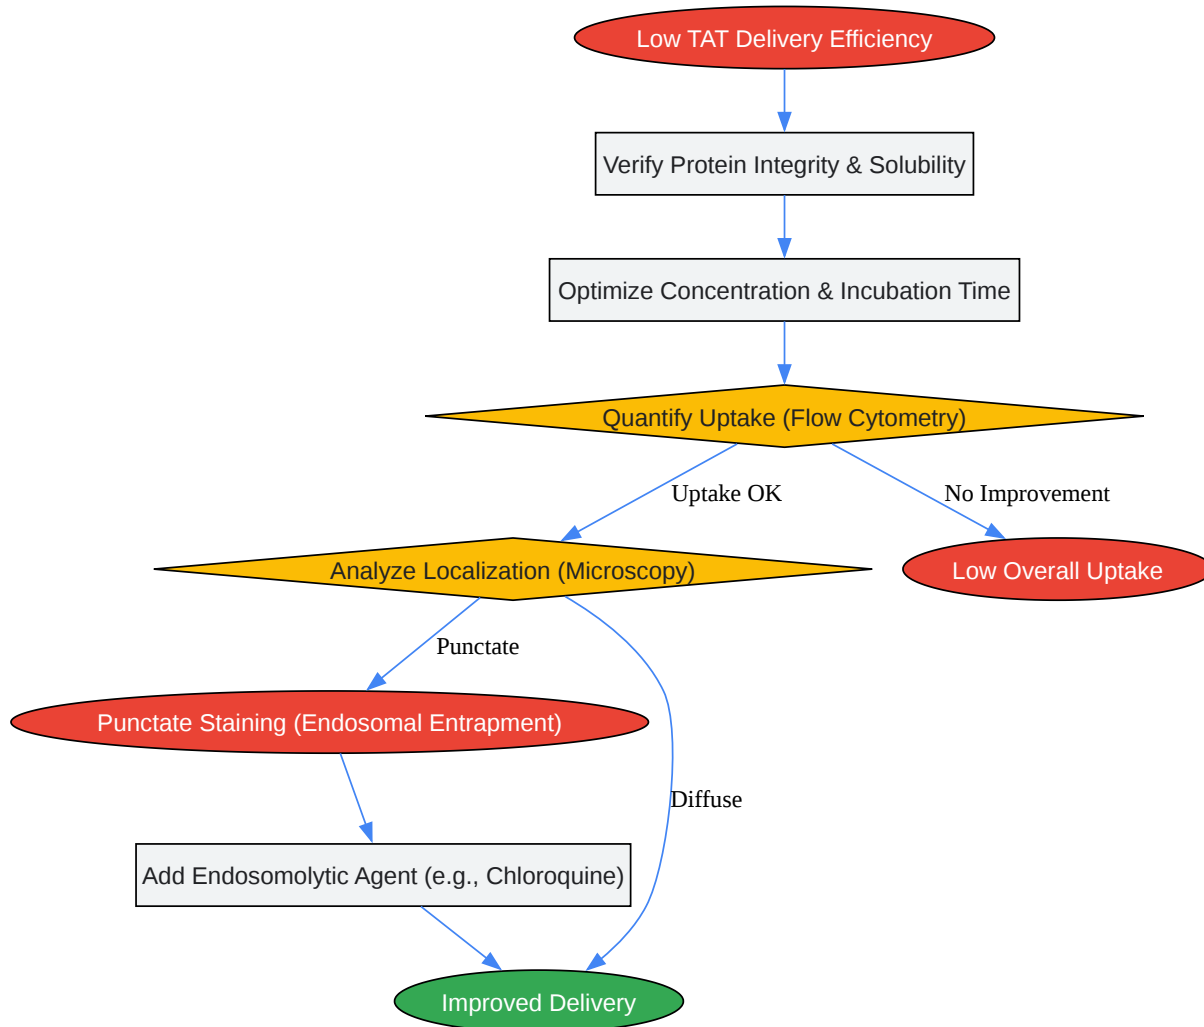 Low TAT Delivery Efficiency
Verify Protein Integrity & Solubility
Optimize Concentration & Incubation Time
Quantify Uptake (Flow Cytometry)
Uptake OK
No Improvement
Analyze Localization (Microscopy)
Low Overall Uptake
Punctate
Punctate Staining (Endosomal Entrapment)
Diffuse
Add Endosomolytic Agent (e.g., Chloroquine)
Improved Delivery